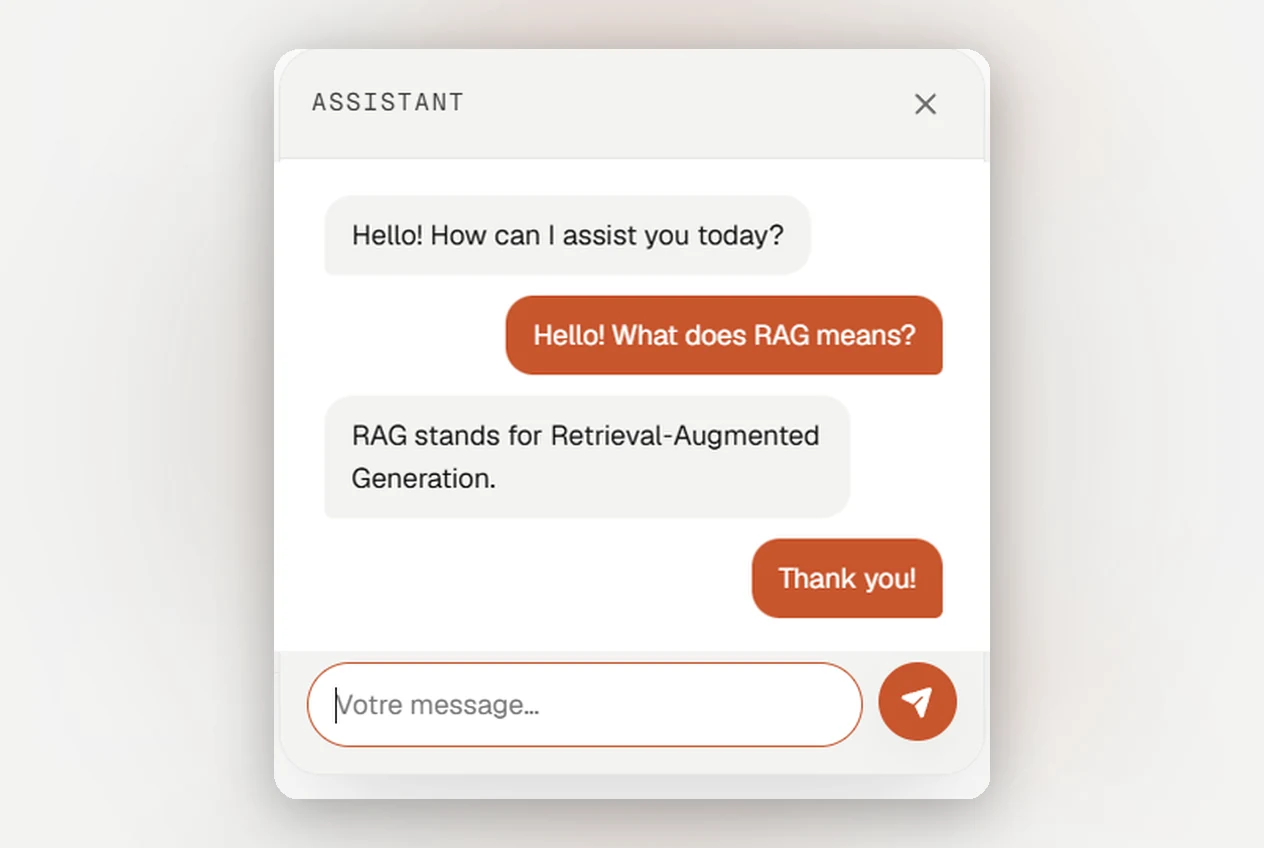 ASSISTANT
Hello! How can I assist you today?
Hello! What does RAG means?
RAG stands for Retrieval-Augmented
Generation.
Thank you!
Votre message...